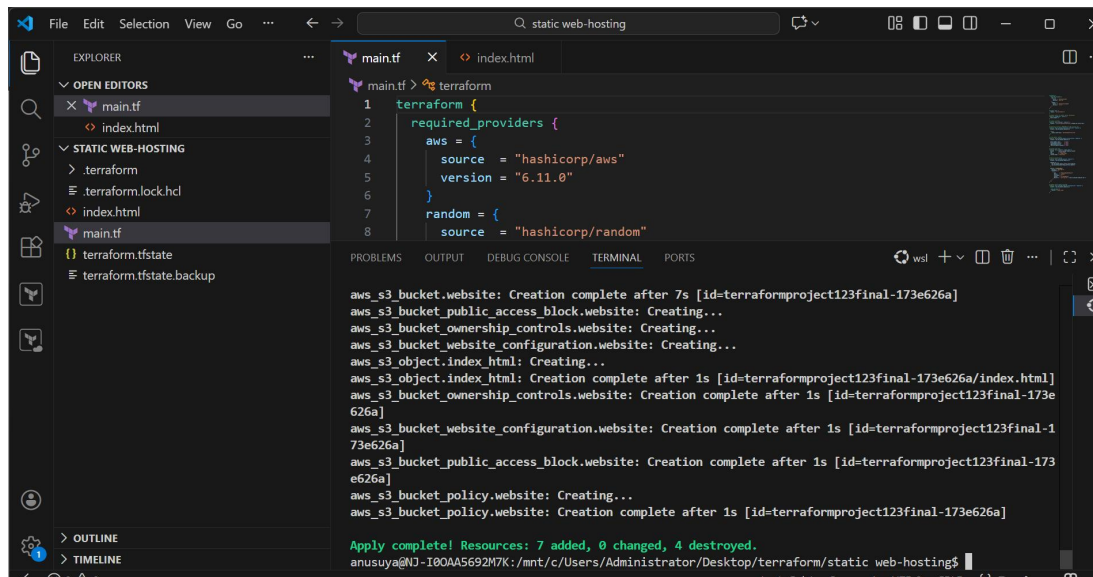 File Edit Selection View Go ··· static web-hosting
EXPLORER ···
OPEN EDITORS
main.tf
index.html
STATIC WEB-HOSTING
.terraform
.terraform.lock.hcl
index.html
main.tf
terraform.tfstate
terraform.tfstate.backup
OUTLINE
TIMELINE
1
main.tf index.html
main.tf > terraform
1 terraform {
2 required_providers {
3 aws = {
4 source = "hashicorp/aws"
5 version = "6.11.0"
6 }
7 random = {
8 source = "hashicorp/random"
PROBLEMS OUTPUT DEBUG CONSOLE TERMINAL PORTS wsl
aws_s3_bucket.website: Creation complete after 7s [id=terraformproject123final-173e626a]
aws_s3_bucket_public_access_block.website: Creating...
aws_s3_bucket_ownership_controls.website: Creating...
aws_s3_bucket_website_configuration.website: Creating...
aws_s3_object.index_html: Creating...
aws_s3_object.index_html: Creation complete after 1s [id=terraformproject123final-173e626a/index.html]
aws_s3_bucket_ownership_controls.website: Creation complete after 1s [id=terraformproject123final-173e
626a]
aws_s3_bucket_website_configuration.website: Creation complete after 1s [id=terraformproject123final-1
73e626a]
aws_s3_bucket_public_access_block.website: Creation complete after 1s [id=terraformproject123final-173
e626a]
aws_s3_bucket_policy.website: Creating...
aws_s3_bucket_policy.website: Creation complete after 1s [id=terraformproject123final-173e626a]
Apply complete! Resources: 7 added, 0 changed, 4 destroyed.
anusuya@NJ-I0OAA5692M7K:/mnt/c/Users/Administrator/Desktop/terraform/static web-hosting$